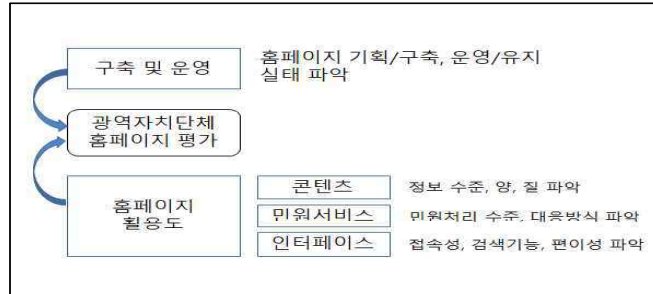 구축 및 운영
홈페이지 기획/구축, 운영/유지
실태 파악
광역자치단체
홈페이지 평가
홈페이지
활용도
콘텐츠
정보 수준, 양, 질 파악
민원서비스
민원처리 수준, 대응방식 파악
인터페이스
접속성, 검색기능, 편이성 파악